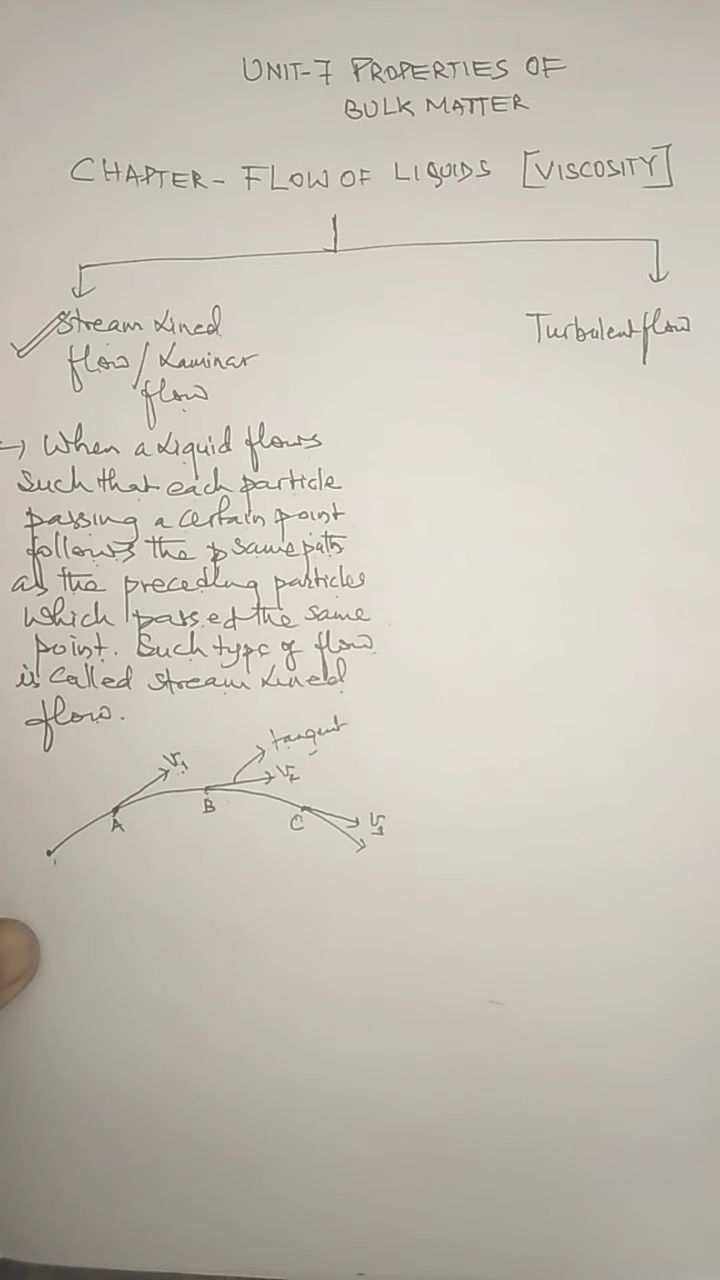 UNIT-7 PROPERTIES OF
BULK MATTER
CHAPTER- FLOW OF LIQUIDS [VISCOSITY]
Stream Lined
flow/Laminar
flow
Turbulent flow
→ When a Liquid flows
Such that each particle
passing a certain point
follows the same path
as the preceding particles
which passed the same
point. Such type of flow
is called stream Lined
flow.
tangent
V1
V2
A
B
C
V3